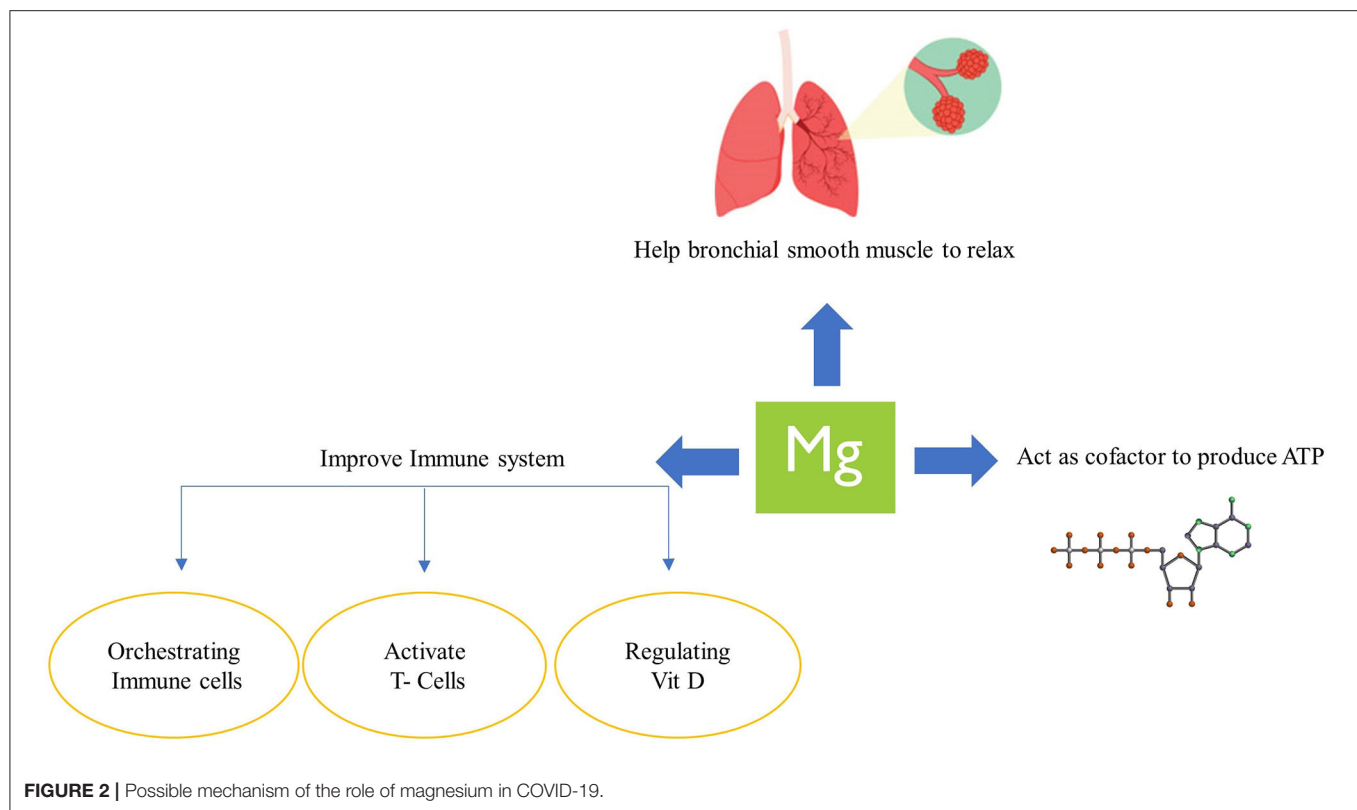 Help bronchial smooth muscle to relax
Mg
Improve Immune system
Act as cofactor to produce ATP
Orchestrating
Immune cells
Activate
T- Cells
Regulating
Vit D
FIGURE 2 | Possible mechanism of the role of magnesium in COVID-19.